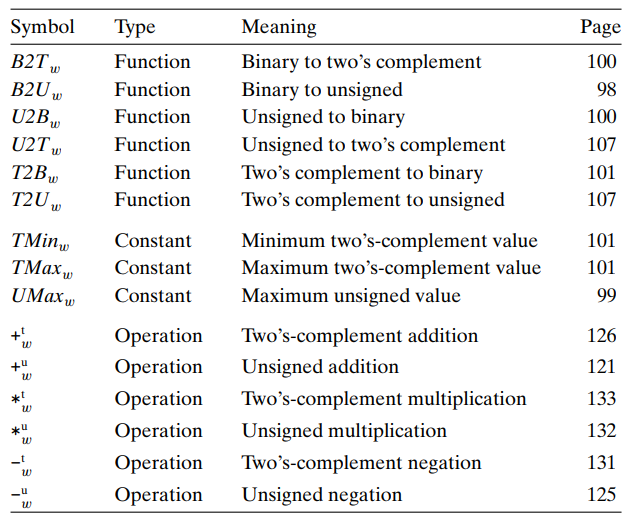 Symbol Type Meaning Page
B2T_w Function Binary to two's complement 100
B2U_w Function Binary to unsigned 98
U2B_w Function Unsigned to binary 100
U2T_w Function Unsigned to two's complement 107
T2B_w Function Two's complement to binary 101
T2U_w Function Two's complement to unsigned 107
TMin_w Constant Minimum two's-complement value 101
TMax_w Constant Maximum two's-complement value 101
UMax_w Constant Maximum unsigned value 99
+^t_w Operation Two's-complement addition 126
+^u_w Operation Unsigned addition 121
*^t_w Operation Two's-complement multiplication 133
*^u_w Operation Unsigned multiplication 132
-^t_w Operation Two's-complement negation 131
-^u_w Operation Unsigned negation 125